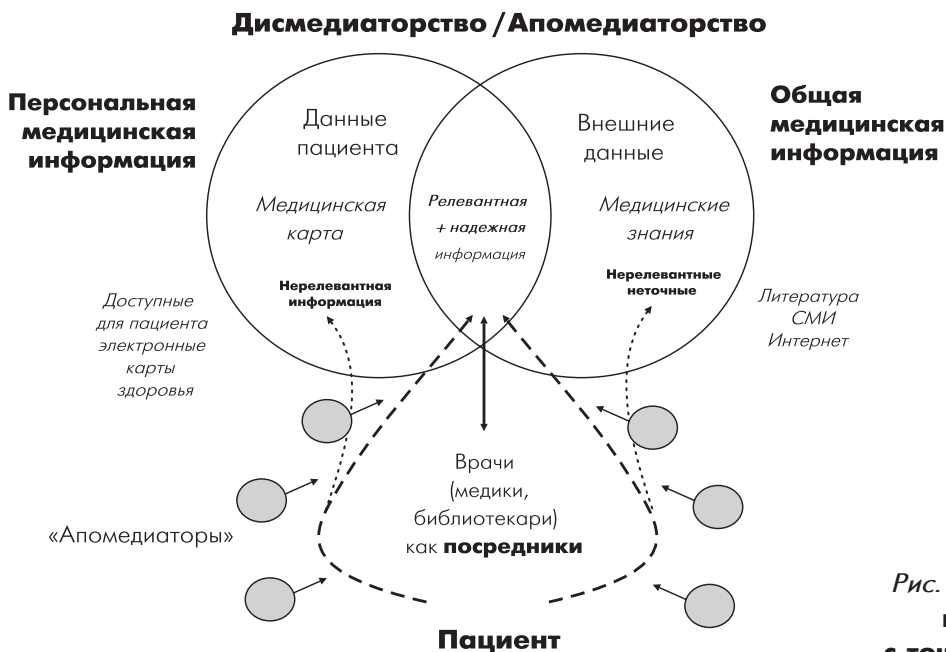 Дисмедиаторство / Апомедиаторство
Персональная
медицинская
информация
Общая
медицинская
информация
Данные
пациента
Внешние
данные
Медицинская
карта
Релевантная
+ надежная
информация
Медицинские
знания
Нерелевантная
информация
Нерелевантные
неточные
Доступные
для пациента
электронные
карты
здоровья
Литература
СМИ
Интернет
Врачи
(медики,
библиотекари)
как посредники
«Апомедиаторы»
Пациент
Рис.